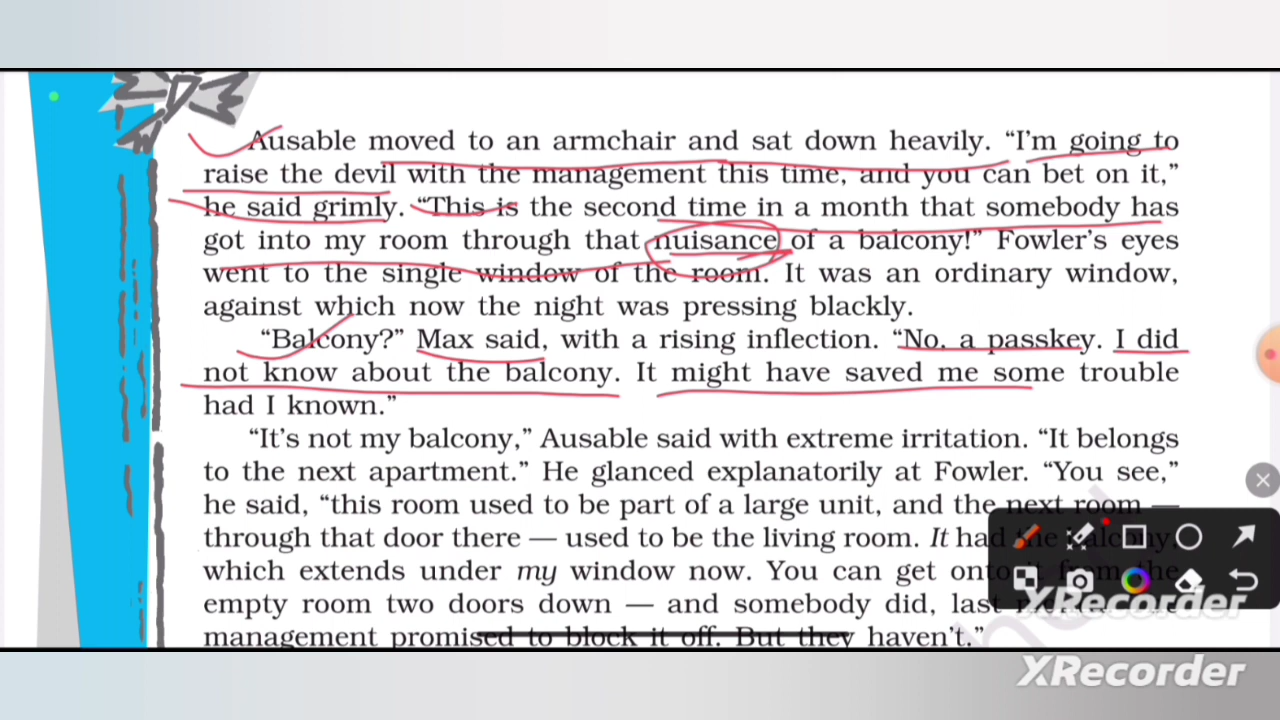 Ausable moved to an armchair and sat down heavily. “I'm going to
raise the devil with the management this time, and you can bet on it,”
he said grimly. “This is the second time in a month that somebody has
got into my room through that nuisance of a balcony!” Fowler's eyes
went to the single window of the room. It was an ordinary window,
against which now the night was pressing blackly.
“Balcony?” Max said, with a rising inflection. “No, a passkey. I did
not know about the balcony. It might have saved me some trouble
had I known.”
“It's not my balcony,” Ausable said with extreme irritation. “It belongs
to the next apartment.” He glanced explanatorily at Fowler. “You see,”
he said, “this room used to be part of a large unit, and the next room —
through that door there — used to be the living room. It had the balcony,
which extends under my window now. You can get onto it from the
empty room two doors down — and somebody did, last
management promised to block it off. But they haven't.”
XRecorder
XRecorder